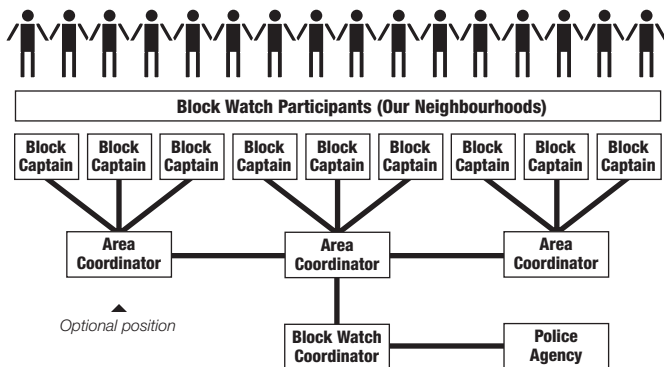 Block Watch Participants (Our Neighbourhoods)
Block Captain
Block Captain
Block Captain
Block Captain
Block Captain
Block Captain
Block Captain
Block Captain
Block Captain
Area Coordinator
Area Coordinator
Area Coordinator
Optional position
Block Watch Coordinator
Police Agency